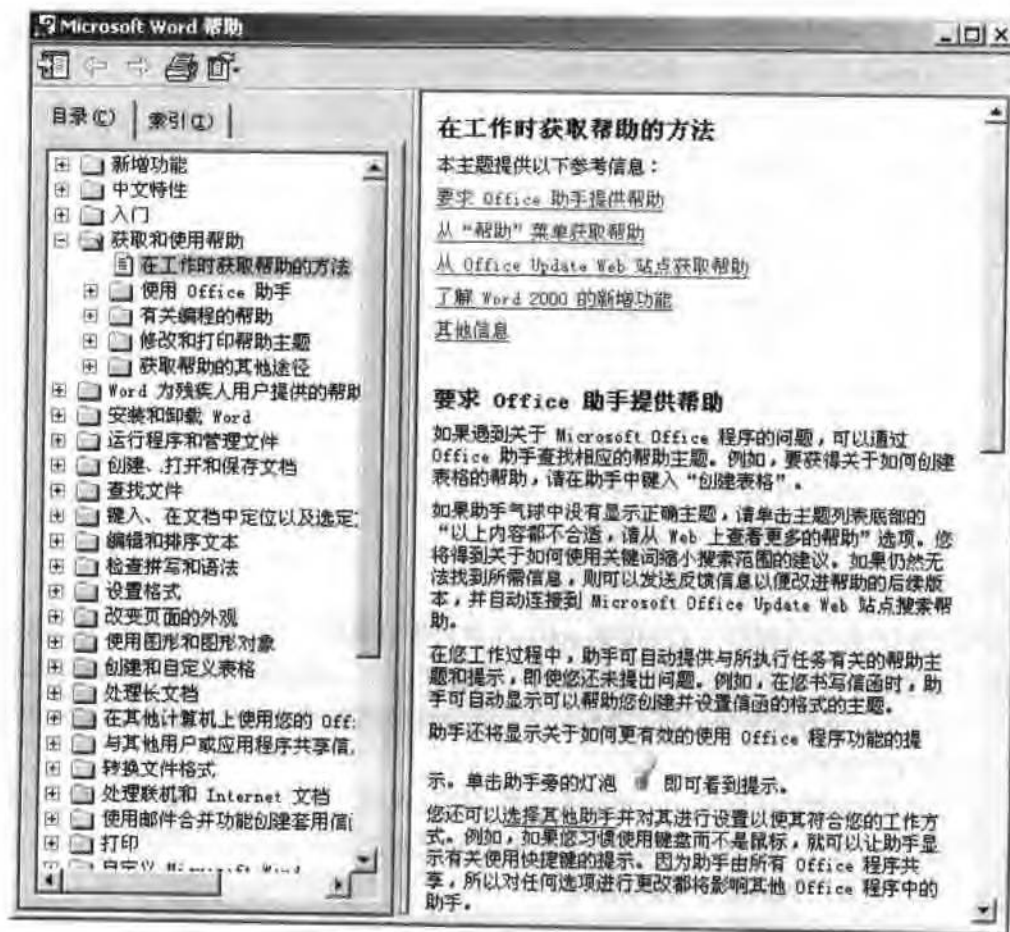 Microsoft Word 帮助
目录(C)
索引(I)
新增功能
中文特性
入门
获取和使用帮助
在工作时获取帮助的方法
使用 Office 助手
有关编程的帮助
修改和打印帮助主题
获取帮助的其他途径
Word 为残疾人用户提供的帮助
安装和卸载 Word
运行程序和管理文件
创建、打开和保存文档
查找文件
键入、在文档中定位以及选定
编辑和排序文本
检查拼写和语法
设置格式
改变页面的外观
使用图形和图形对象
创建和自定义表格
处理长文档
在其他计算机上使用您的 Off
与其他用户或应用程序共享信
转换文件格式
处理联机和 Internet 文档
使用邮件合并功能创建套用信
打印
自定义 Microsoft Word
在工作时获取帮助的方法
本主题提供以下参考信息：
要求 Office 助手提供帮助
从“帮助”菜单获取帮助
从 Office Update Web 站点获取帮助
了解 Word 2000 的新增功能
其他信息
要求 Office 助手提供帮助
如果遇到关于 Microsoft Office 程序的问题，可以通过
Office 助手查找相应的帮助主题。例如，要获得关于如何创建
表格的帮助，请在助手中键入“创建表格”。
如果助手气球中没有显示正确主题，请单击主题列表底部的
“以上内容都不合适，请从 Web 上查看更多的帮助”选项。您
将得到关于如何使用关键词缩小搜索范围的建议。如果仍然无
法找到所需信息，则可以发送反馈信息以便改进帮助的后续版
本，并自动连接到 Microsoft Office Update Web 站点搜索帮
助。
在您工作过程中，助手可自动提供与所执行任务有关的帮助主
题和提示，即使您还未提出问题。例如，在您书写信函时，助
手可自动显示可以帮助您创建并设置信函的格式的主题。
助手还将显示关于如何更有效的使用 Office 程序功能的提
示。单击助手旁的灯泡 即可看到提示。
您还可以选择其他助手并对其进行设置以使其符合您的工作方
式。例如，如果您习惯使用键盘而不是鼠标，就可以让助手显
示有关使用快捷键的提示。因为助手由所有 Office 程序共
享，所以对任何选项进行更改都将影响其他 Office 程序中的
助手。